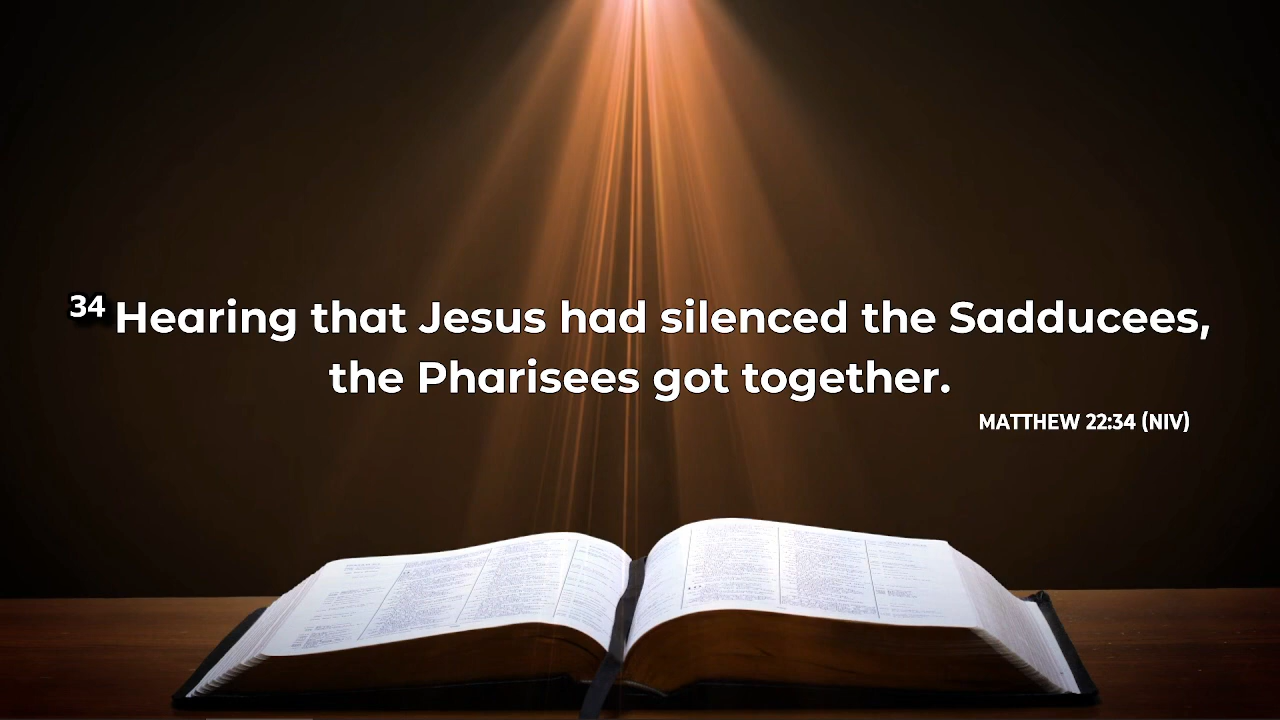 34 Hearing that Jesus had silenced the Sadducees,
the Pharisees got together.
MATTHEW 22:34 (NIV)